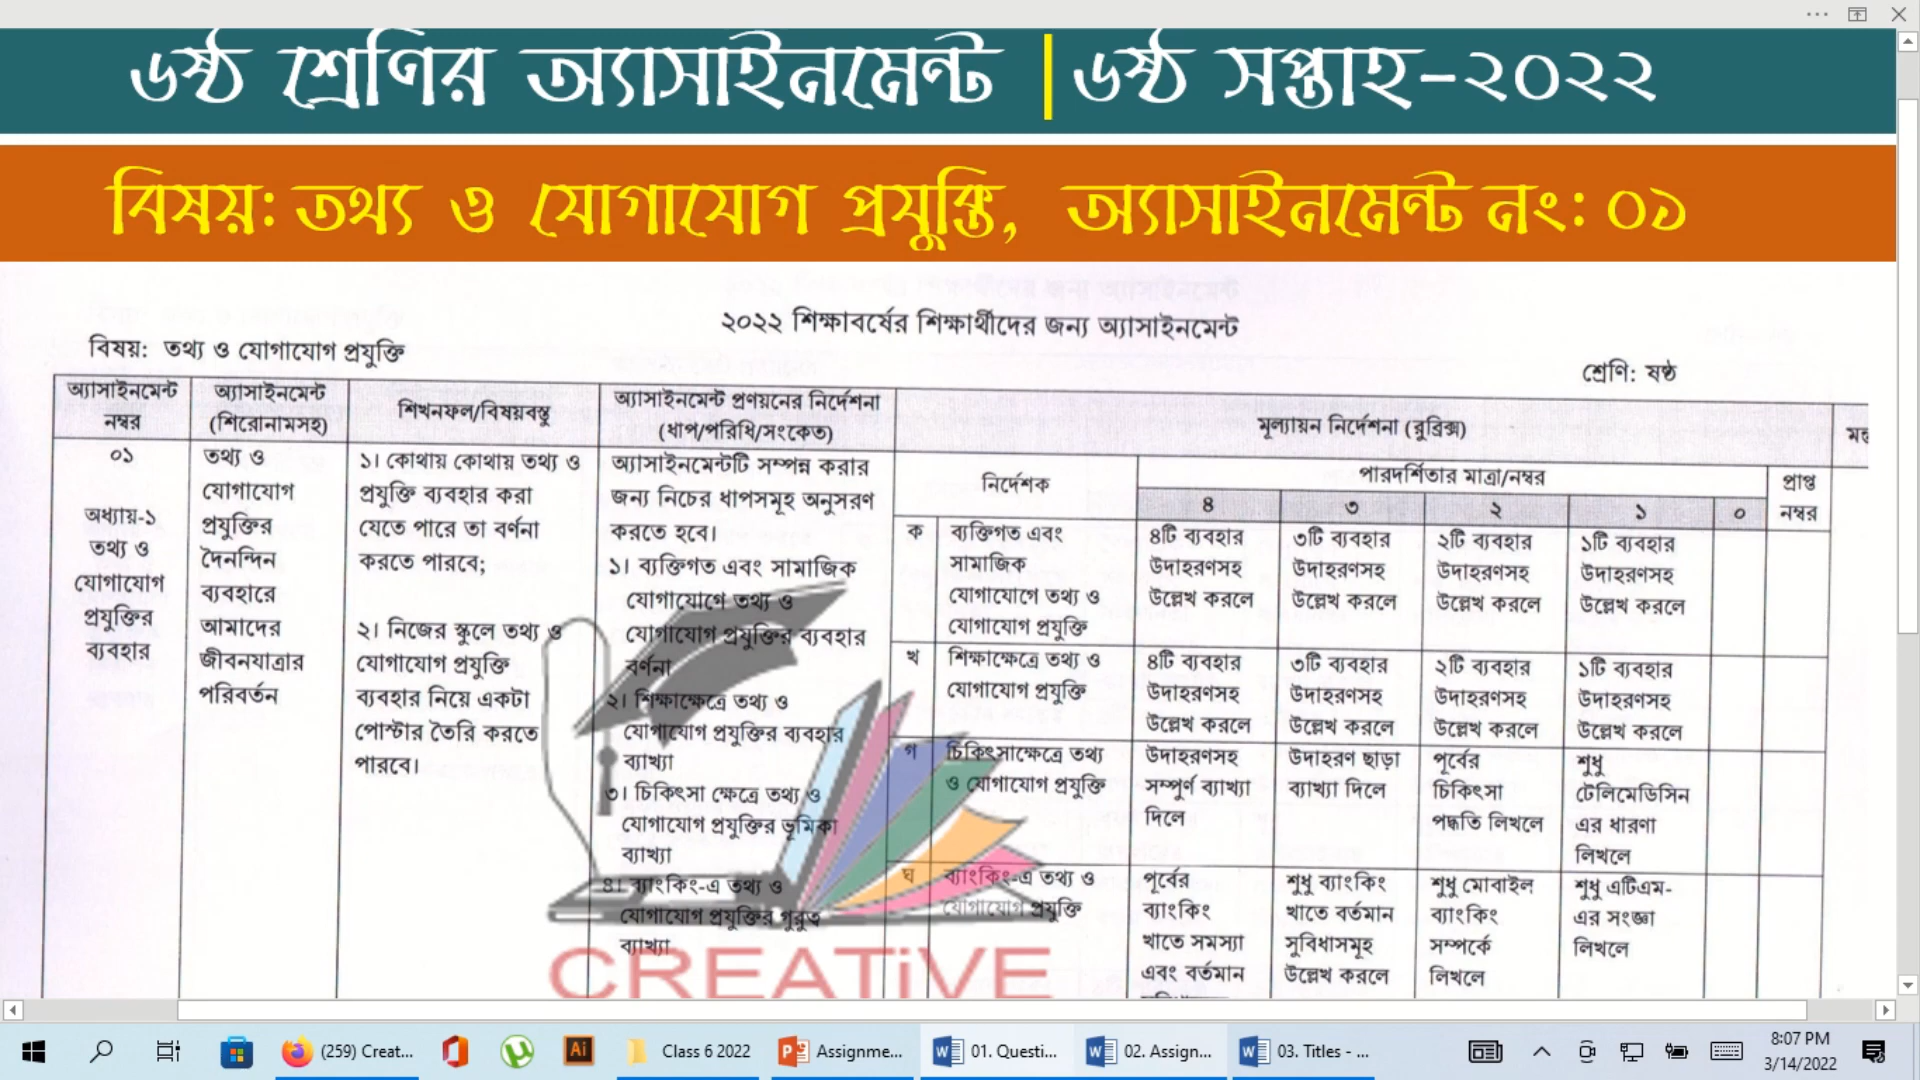 ৬ষ্ঠ শ্রেণির অ্যাসাইনমেন্ট | ৬ষ্ঠ সপ্তাহ-২০২২
বিষয়: তথ্য ও যোগাযোগ প্রযুক্তি, অ্যাসাইনমেন্ট নং: ০১
২০২২ শিক্ষাবর্ষের শিক্ষার্থীদের জন্য অ্যাসাইনমেন্ট
বিষয়: তথ্য ও যোগাযোগ প্রযুক্তি
শ্রেণি: ষষ্ঠ
অ্যাসাইনমেন্ট
নম্বর
অ্যাসাইনমেন্ট
(শিরোনামসহ)
শিখনফল/বিষয়বস্তু
অ্যাসাইনমেন্ট প্রণয়নের নির্দেশনা
(ধাপ/পরিধি/সংকেত)
মূল্যায়ন নির্দেশনা (রুব্রিক্স)
০১
অধ্যায়-১
তথ্য ও
যোগাযোগ
প্রযুক্তির
ব্যবহার
তথ্য ও
যোগাযোগ
প্রযুক্তির
দৈনন্দিন
ব্যবহারে
আমাদের
জীবনযাত্রার
পরিবর্তন
১। কোথায় কোথায় তথ্য ও
প্রযুক্তি ব্যবহার করা
যেতে পারে তা বর্ণনা
করতে পারবে;
২। নিজের স্কুলে তথ্য ও
যোগাযোগ প্রযুক্তি
ব্যবহার নিয়ে একটা
পোস্টার তৈরি করতে
পারবে।
অ্যাসাইনমেন্টটি সম্পন্ন করার
জন্য নিচের ধাপসমূহ অনুসরণ
করতে হবে।
১। ব্যক্তিগত এবং সামাজিক
যোগাযোগে তথ্য ও
যোগাযোগ প্রযুক্তির ব্যবহার
বর্ণনা
২। শিক্ষাক্ষেত্রে তথ্য ও
যোগাযোগ প্রযুক্তির ব্যবহার
ব্যাখ্যা
৩। চিকিৎসা ক্ষেত্রে তথ্য ও
যোগাযোগ প্রযুক্তির ভূমিকা
ব্যাখ্যা
৪। ব্যাংকিং-এ তথ্য ও
যোগাযোগ প্রযুক্তির গুরুত্ব
ব্যাখ্যা
নির্দেশক
পারদর্শিতার মাত্রা/নম্বর
প্রাপ্ত
নম্বর
৪ ৩ ২ ১ ০
ক
ব্যক্তিগত এবং
সামাজিক
যোগাযোগে তথ্য ও
যোগাযোগ প্রযুক্তি
৪টি ব্যবহার
উদাহরণসহ
উল্লেখ করলে
৩টি ব্যবহার
উদাহরণসহ
উল্লেখ করলে
২টি ব্যবহার
উদাহরণসহ
উল্লেখ করলে
১টি ব্যবহার
উদাহরণসহ
উল্লেখ করলে
খ
শিক্ষাক্ষেত্রে তথ্য ও
যোগাযোগ প্রযুক্তি
৪টি ব্যবহার
উদাহরণসহ
উল্লেখ করলে
৩টি ব্যবহার
উদাহরণসহ
উল্লেখ করলে
২টি ব্যবহার
উদাহরণসহ
উল্লেখ করলে
১টি ব্যবহার
উদাহরণসহ
উল্লেখ করলে
গ
চিকিৎসাক্ষেত্রে তথ্য
ও যোগাযোগ প্রযুক্তি
উদাহরণসহ
সম্পুর্ণ ব্যাখ্যা
দিলে
উদাহরণ ছাড়া
ব্যাখ্যা দিলে
পূর্বের
চিকিৎসা
পদ্ধতি লিখলে
শুধু
টেলিমেডিসিন
এর ধারণা
লিখলে
ঘ
ব্যাংকিং-এ তথ্য ও
যোগাযোগ প্রযুক্তি
পূর্বের
ব্যাংকিং
খাতে সমস্যা
এবং বর্তমান
শুধু ব্যাংকিং
খাতে বর্তমান
সুবিধাসমূহ
উল্লেখ করলে
শুধু মোবাইল
ব্যাংকিং
সম্পর্কে
লিখলে
শুধু এটিএম-
এর সংজ্ঞা
লিখলে
CREATiVE
(259) Creat...
Class 6 2022
Assignme...
01. Questi...
02. Assign...
03. Titles - ...
8:07 PM
3/14/2022